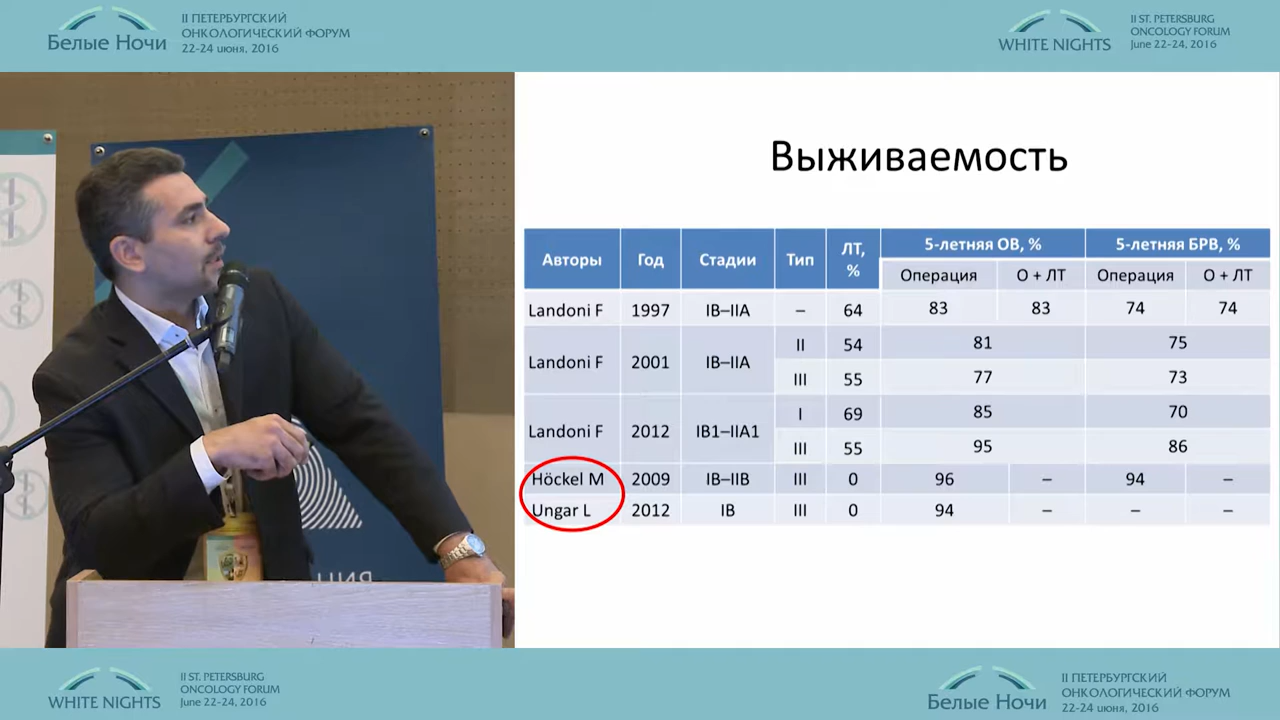 II ПЕТЕРБУРГСКИЙ
ОНКОЛОГИЧЕСКИЙ ФОРУМ
Белые Ночи
22-24 июня, 2016
II ST. PETERSBURG
ONCOLOGY FORUM
WHITE NIGHTS
June 22-24, 2016
Выживаемость
Авторы Год Стадии Тип ЛТ, % 5-летняя ОВ, % 5-летняя БРВ, %
Операция О + ЛТ Операция О + ЛТ
Landoni F 1997 IB–IIA – 64 83 83 74 74
Landoni F 2001 IB–IIA II 54 81 75
III 55 77 73
Landoni F 2012 IB1–IIA1 I 69 85 70
III 55 95 86
Höckel M 2009 IB–IIB III 0 96 – 94 –
Ungar L 2012 IB III 0 94 – – –
II ST. PETERSBURG
ONCOLOGY FORUM
WHITE NIGHTS
June 22-24, 2016
II ПЕТЕРБУРГСКИЙ
ОНКОЛОГИЧЕСКИЙ ФОРУМ
Белые Ночи
22-24 июня, 2016